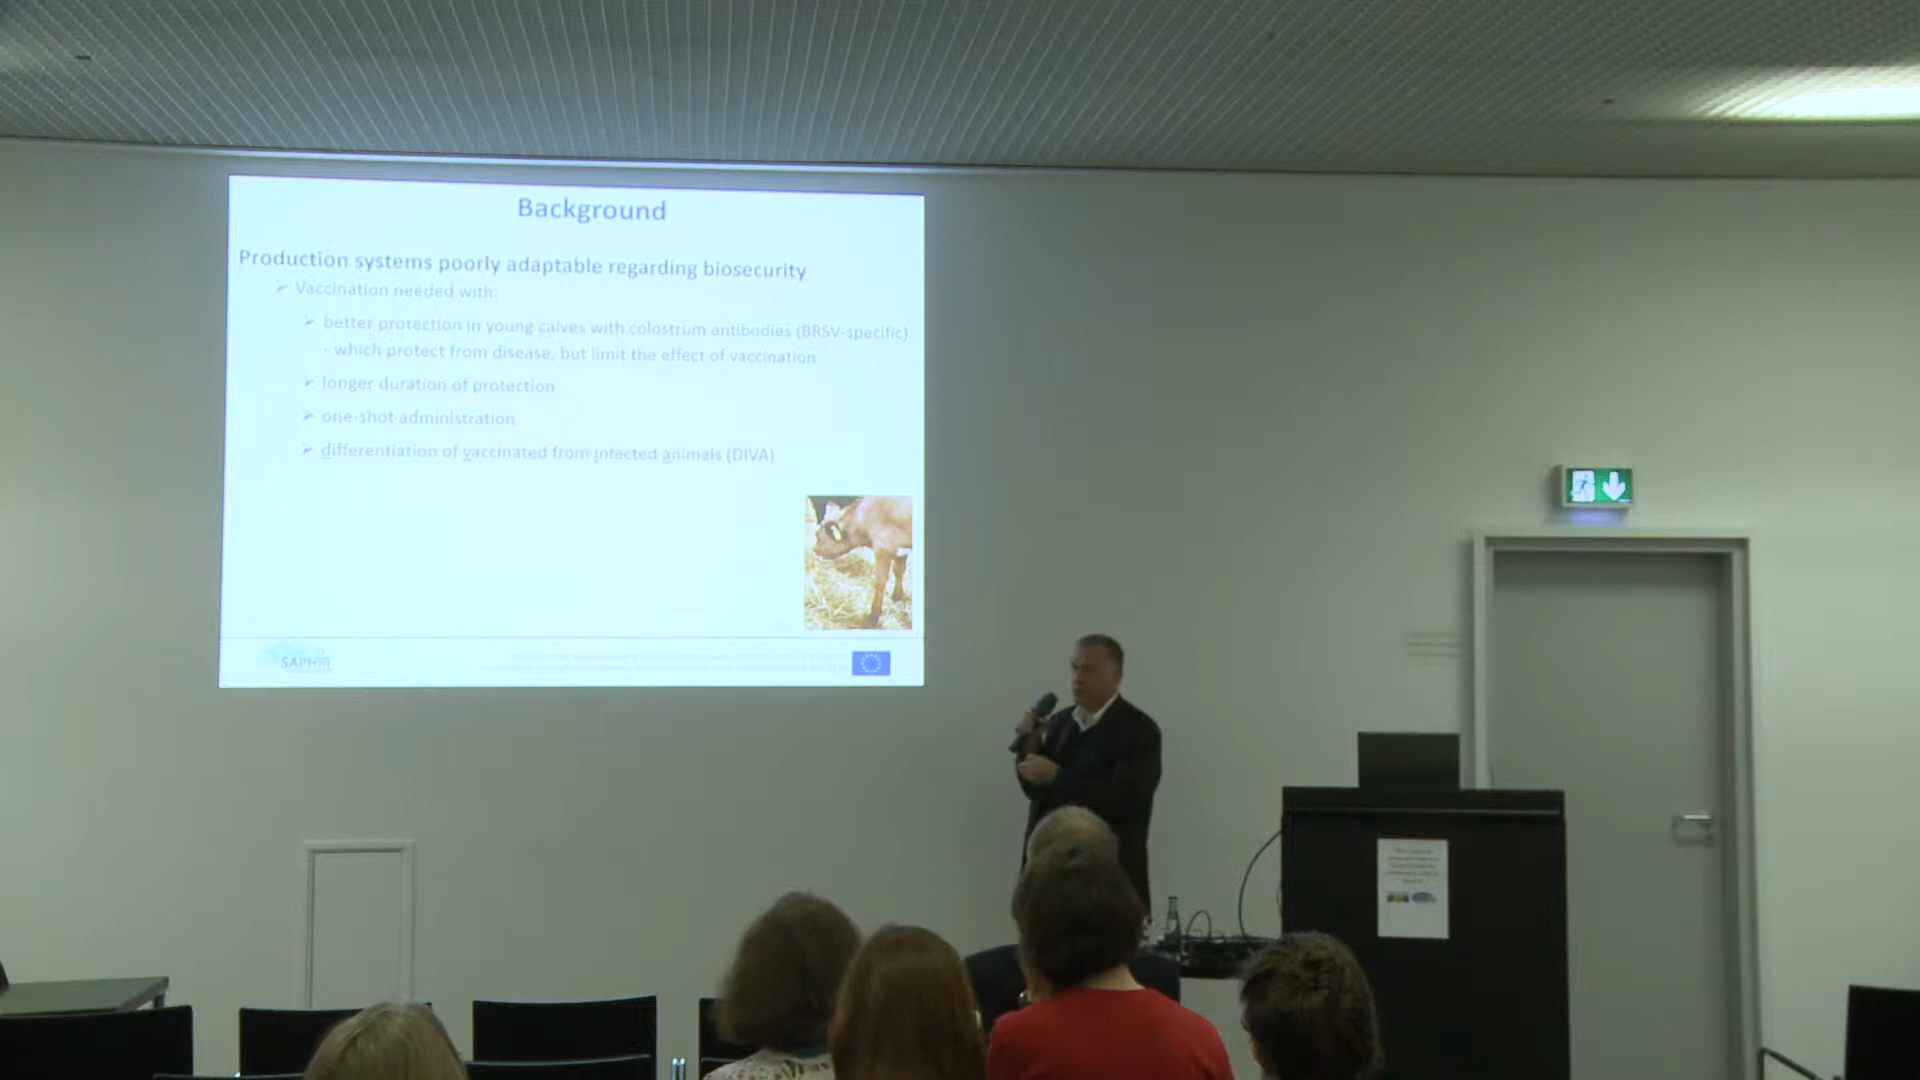 Background
Production systems poorly adaptable regarding biosecurity
➢ Vaccination needed with:
➢ better protection in young calves with colostrum antibodies (BRSV-specific)
- which protect from disease, but limit the effect of vaccination
➢ longer duration of protection
➢ one-shot administration
➢ differentiation of vaccinated from infected animals (DIVA)
SAPHIR